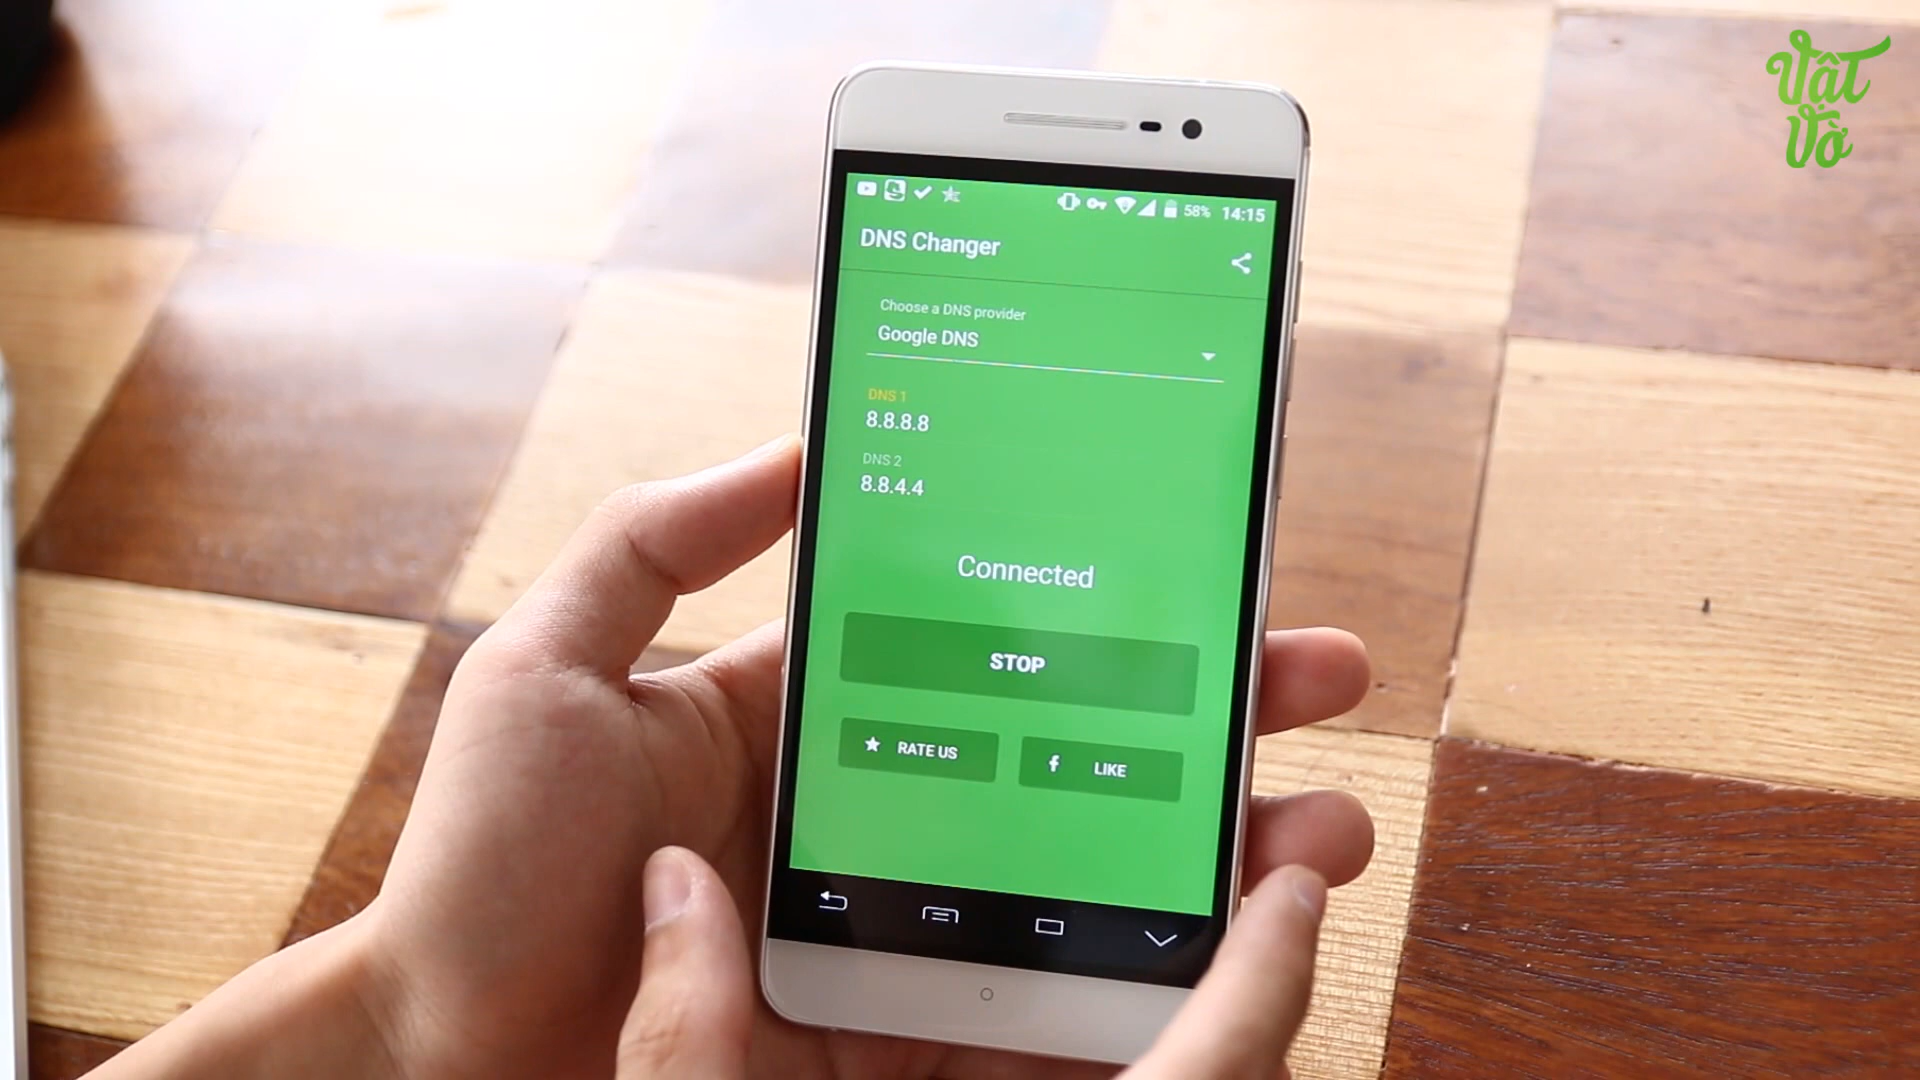 Vật
Vờ
58% 14:15
DNS Changer
Choose a DNS provider
Google DNS
DNS 1
8.8.8.8
DNS 2
8.8.4.4
Connected
STOP
RATE US
LIKE